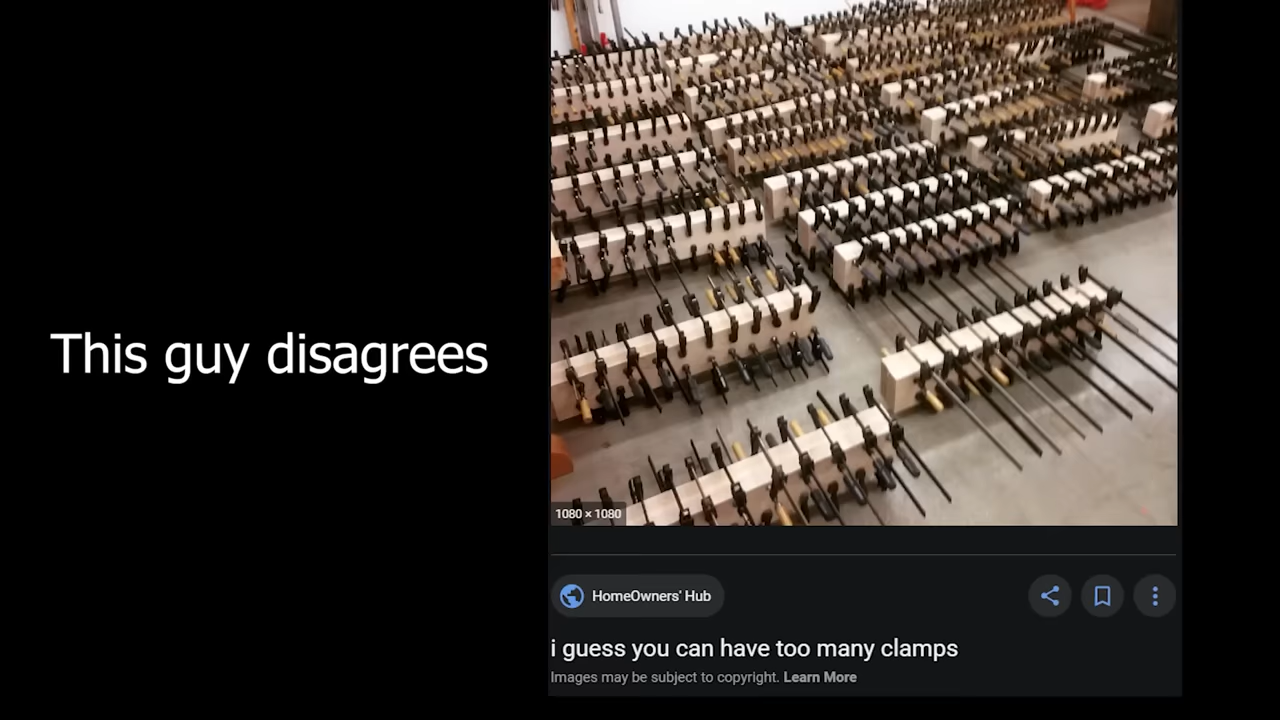 This guy disagrees
1080 × 1080
HomeOwners' Hub
i guess you can have too many clamps
Images may be subject to copyright. Learn More